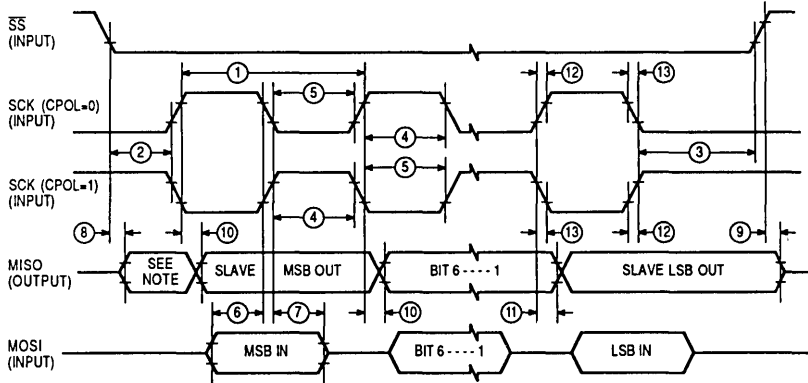 SS
(INPUT)
1
12
13
5
SCK (CPOL=0)
(INPUT)
2
4
3
5
SCK (CPOL=1)
(INPUT)
4
8
10
13
12
9
MISO
(OUTPUT)
SEE
NOTE
SLAVE
MSB OUT
BIT 6 - - - - 1
SLAVE LSB OUT
6
7
10
11
MOSI
(INPUT)
MSB IN
BIT 6 - - - - 1
LSB IN